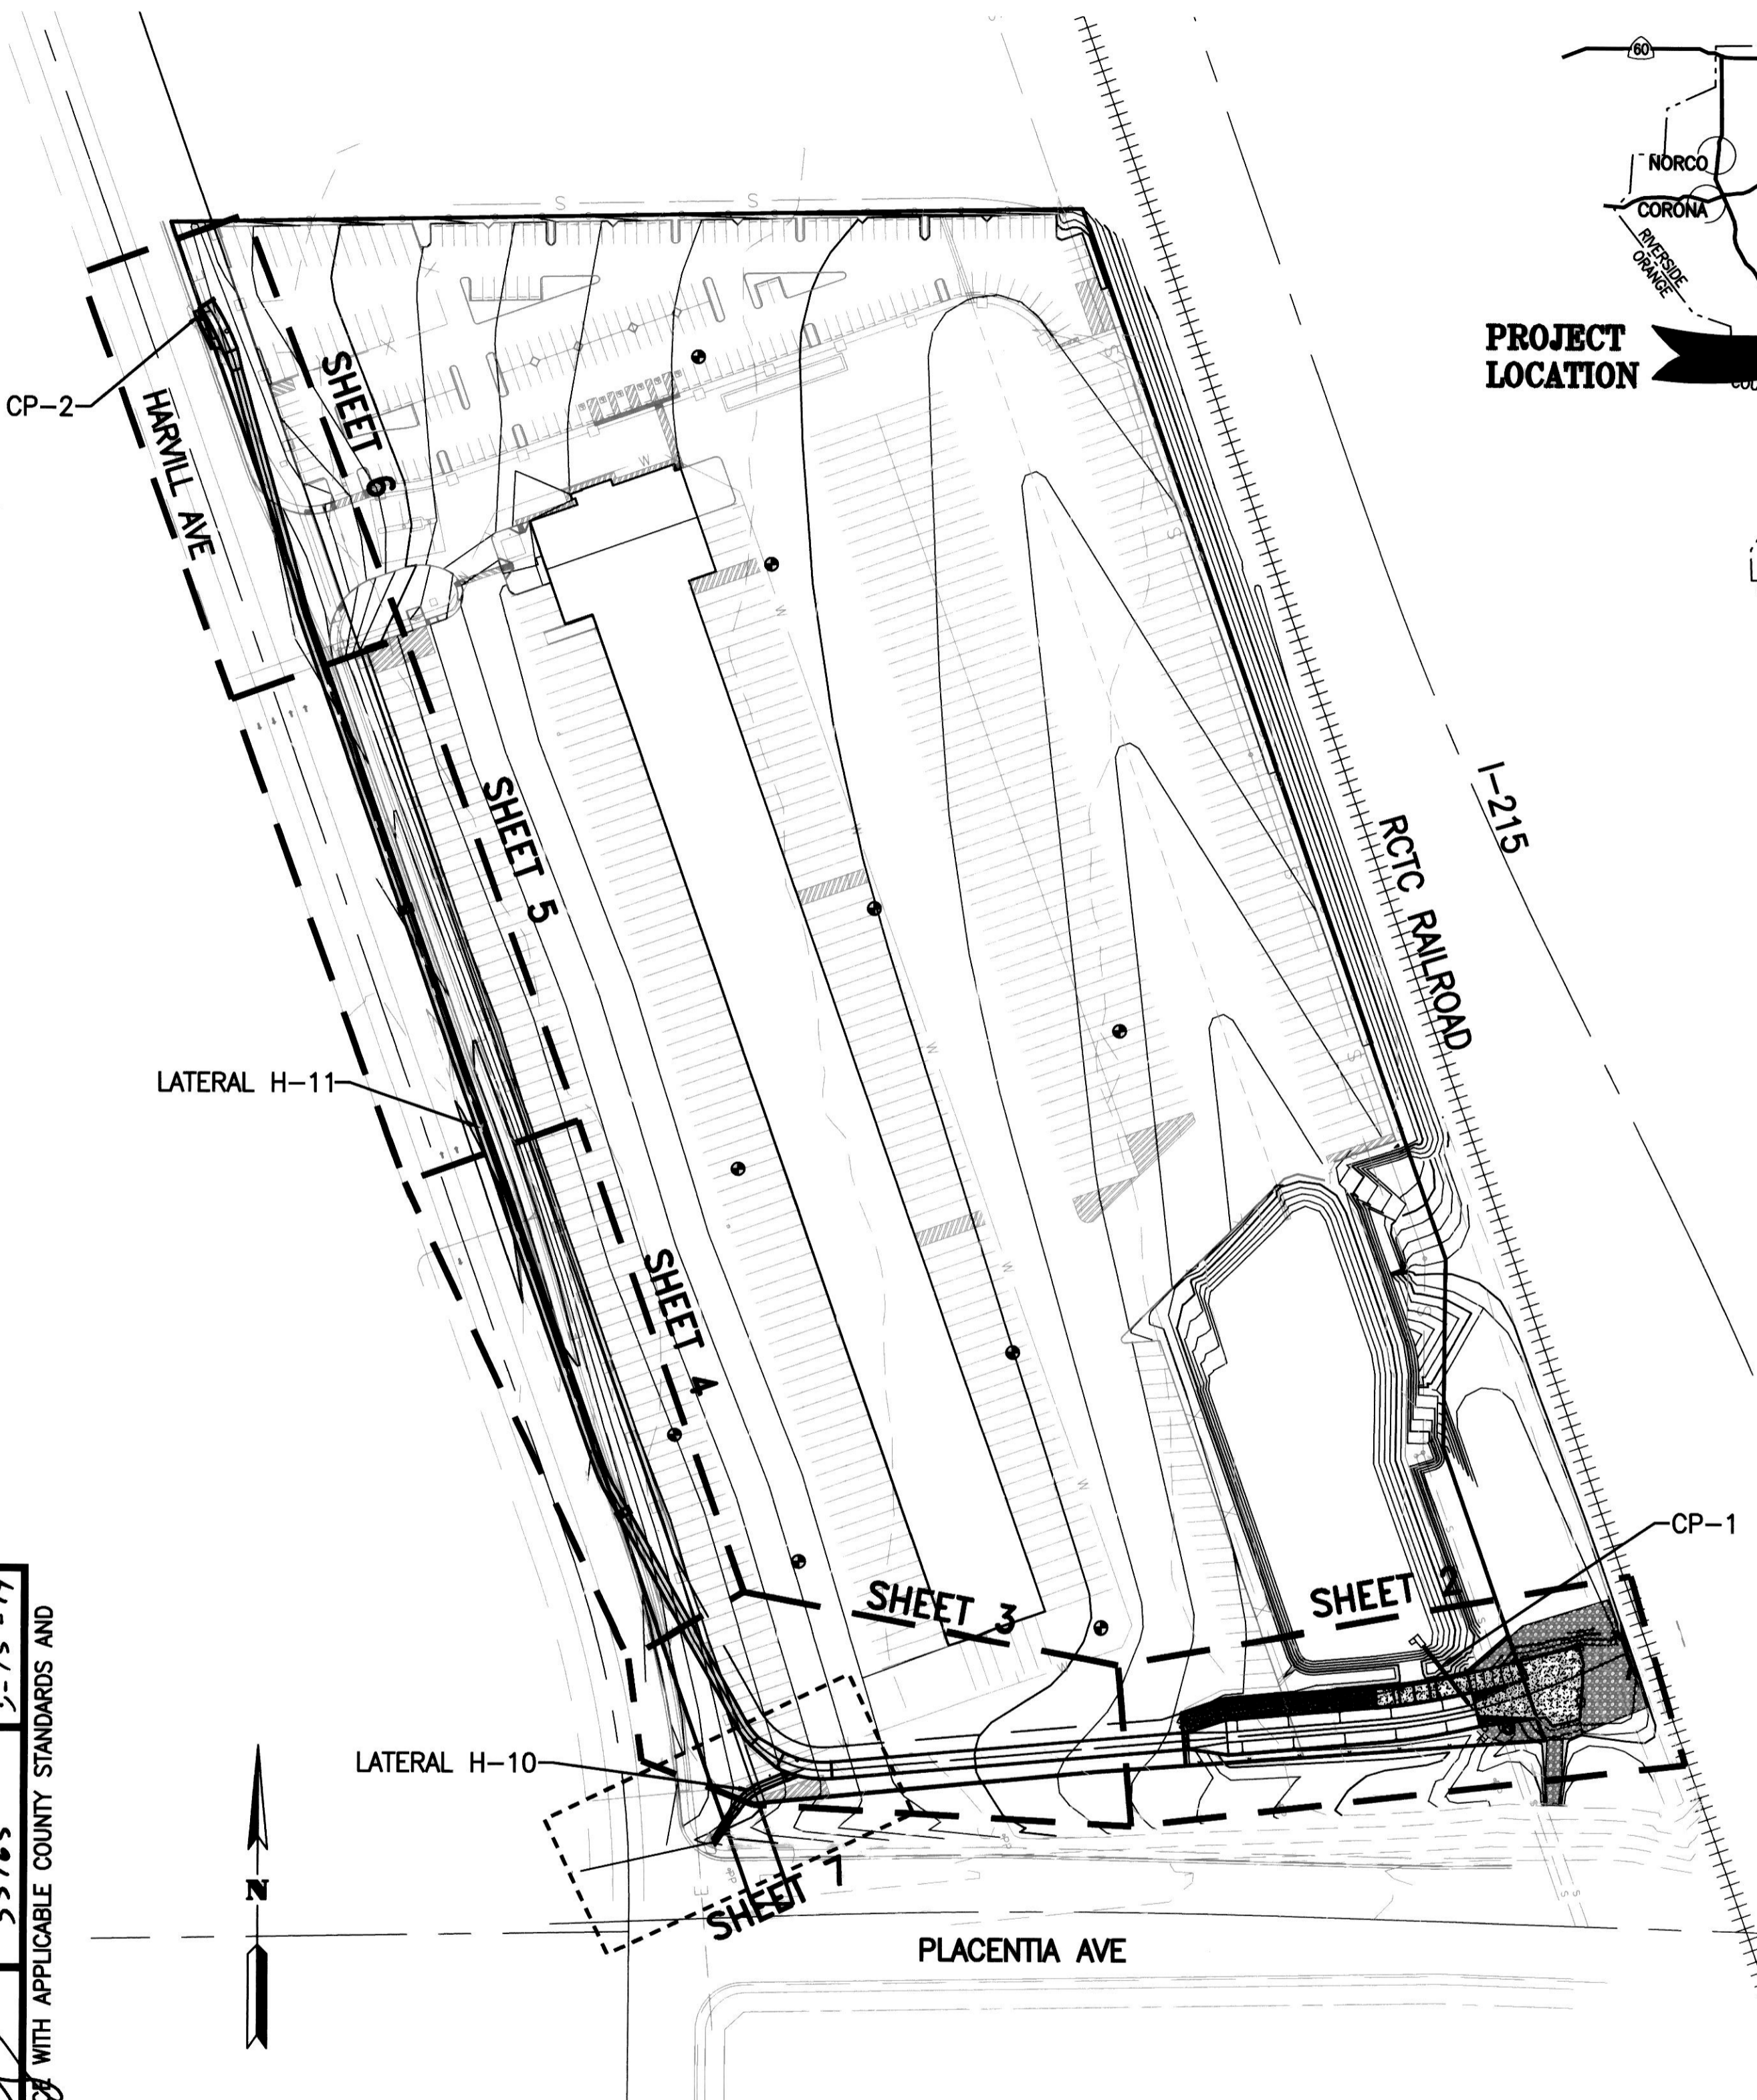 60
NORCO
CORONA
RIVERSIDE
ORANGE
PROJECT
LOCATION
S S
CP-2
HARVILL AVE
SHEET 6
SHEET 5
I-215
RCTC RAILROAD
LATERAL H-11
SHEET 4
CP-1
SHEET 3
SHEET 2
LATERAL H-10
SHEET 7
N
PLACENTIA AVE
WITH APPLICABLE COUNTY STANDARDS AND